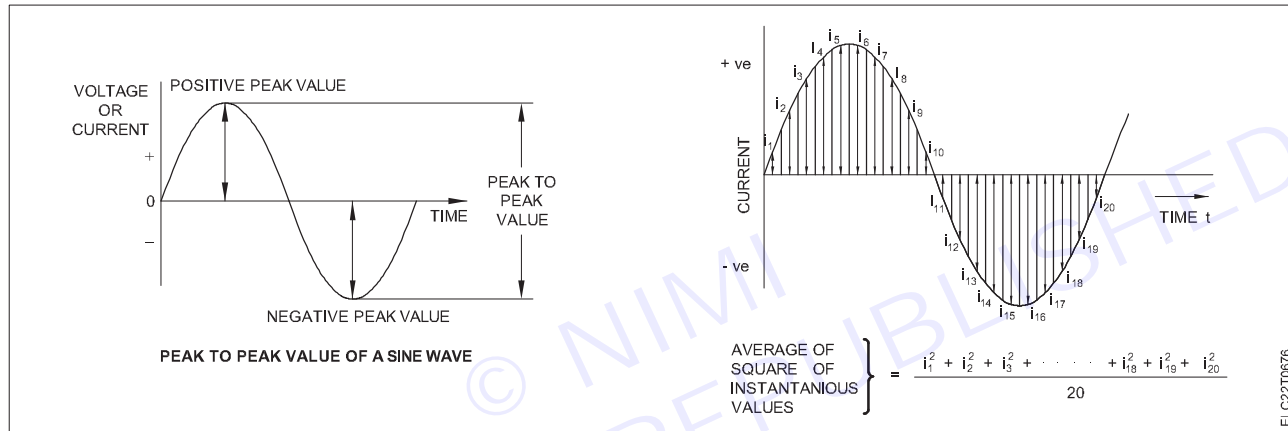 VOLTAGE
OR
CURRENT
POSITIVE PEAK VALUE
+
0
−
TIME
PEAK TO
PEAK
VALUE
NEGATIVE PEAK VALUE
PEAK TO PEAK VALUE OF A SINE WAVE
+ ve
CURRENT
- ve
i₁
i₂
i₃
I₄
i₅
i₆
i₇
I₈
i₉
i₁₀
I₁₁
i₁₂
i₁₃
i₁₄
i₁₅
i₁₆
i₁₇
i₁₈
i₁₉
i₂₀
TIME t
AVERAGE OF
SQUARE OF
INSTANTANIOUS
VALUES
= i₁² + i₂² + i₃² + · · · · · + i₁₈² + i₁₉² + i₂₀²
20
ELC22T0676
© NIMI
REPUBLISHED